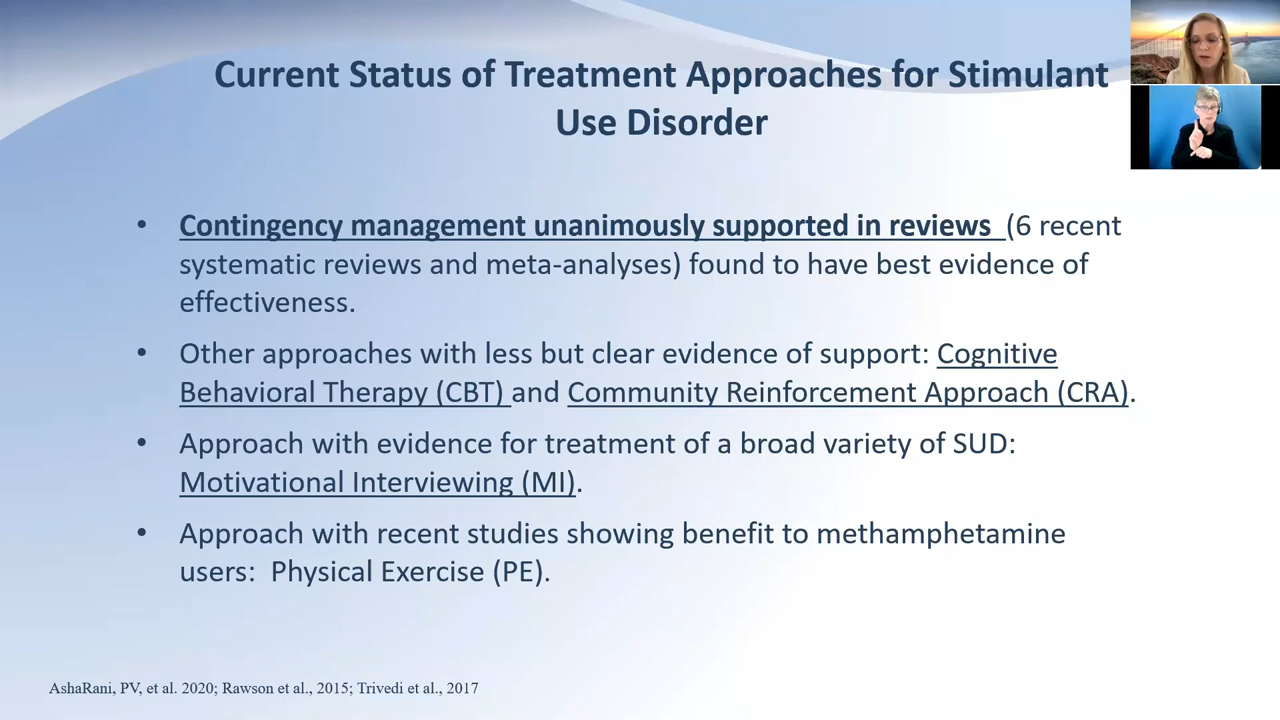 Current Status of Treatment Approaches for Stimulant
Use Disorder
• Contingency management unanimously supported in reviews (6 recent
systematic reviews and meta-analyses) found to have best evidence of
effectiveness.
• Other approaches with less but clear evidence of support: Cognitive
Behavioral Therapy (CBT) and Community Reinforcement Approach (CRA).
• Approach with evidence for treatment of a broad variety of SUD:
Motivational Interviewing (MI).
• Approach with recent studies showing benefit to methamphetamine
users: Physical Exercise (PE).
AshaRani, PV, et al. 2020; Rawson et al., 2015; Trivedi et al., 2017